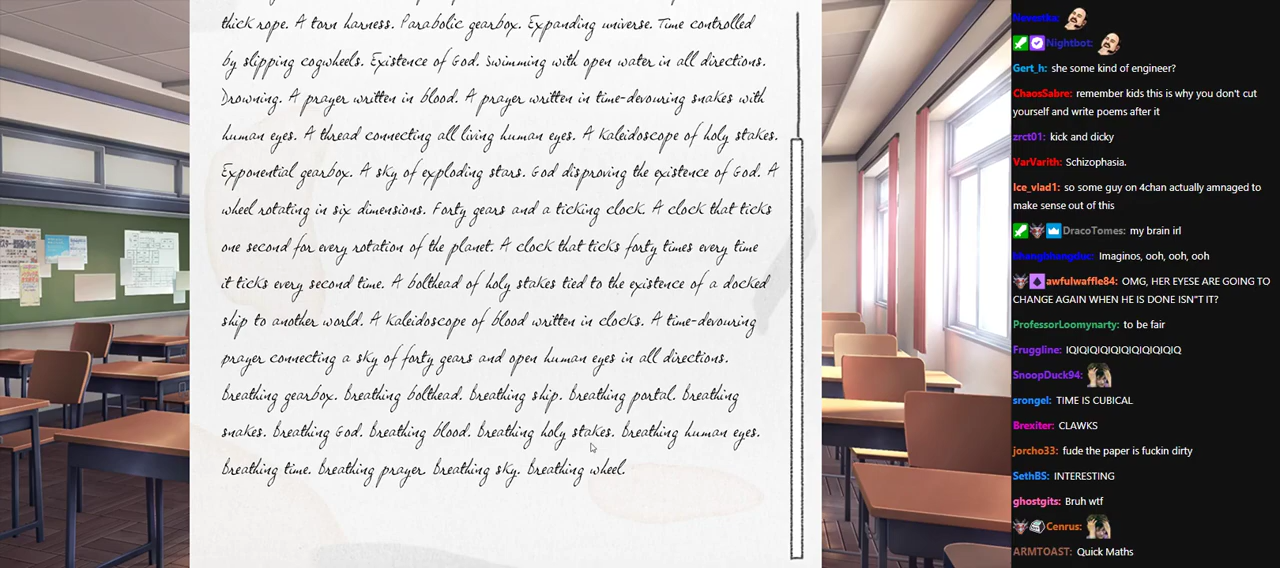 thick rope. A torn harness. Parabolic gearbox. Expanding universe. Time controlled
by slipping cogwheels. Existence of God. Swimming with open water in all directions.
Drowning. A prayer written in blood. A prayer written in time-devouring snakes with
human eyes. A thread connecting all living human eyes. A kaleidoscope of holy stakes.
Exponential gearbox. A sky of exploding stars. God disproving the existence of God. A
wheel rotating in six dimensions. Forty gears and a ticking clock. A clock that ticks
one second for every rotation of the planet. A clock that ticks forty times every time
it ticks every second time. A bolthead of holy stakes tied to the existence of a docked
ship to another world. A kaleidoscope of blood written in clocks. A time-devouring
prayer connecting a sky of forty gears and open human eyes in all directions.
Breathing gearbox. Breathing bolthead. Breathing ship. Breathing portal. Breathing
snakes. Breathing God. Breathing blood. Breathing holy stakes. Breathing human eyes.
Breathing time. Breathing prayer. Breathing sky. Breathing wheel.
Nightbot:
Gert_h: she some kind of engineer?
ChaosSabre: remember kids this is why you don't cut
yourself and write poems after it
zrct01: kick and dicky
VarVarith: Schizophasia.
Ice_vlad1: so some guy on 4chan actually amnaged to
make sense out of this
DracoTomes: my brain irl
Imaginos, ooh, ooh, ooh
awfulwaffle84: OMG, HER EYESE ARE GOING TO
CHANGE AGAIN WHEN HE IS DONE ISN"T IT?
ProfessorLoomynarty: to be fair
Fruggline: IQIQIQIQIQIQIQIQIQIQ
SnoopDuck94:
srongel: TIME IS CUBICAL
Brexiter: CLAWKS
jorcho33: fude the paper is fuckin dirty
SethBS: INTERESTING
ghostgits: Bruh wtf
Cenrus:
ARMTOAST: Quick Maths